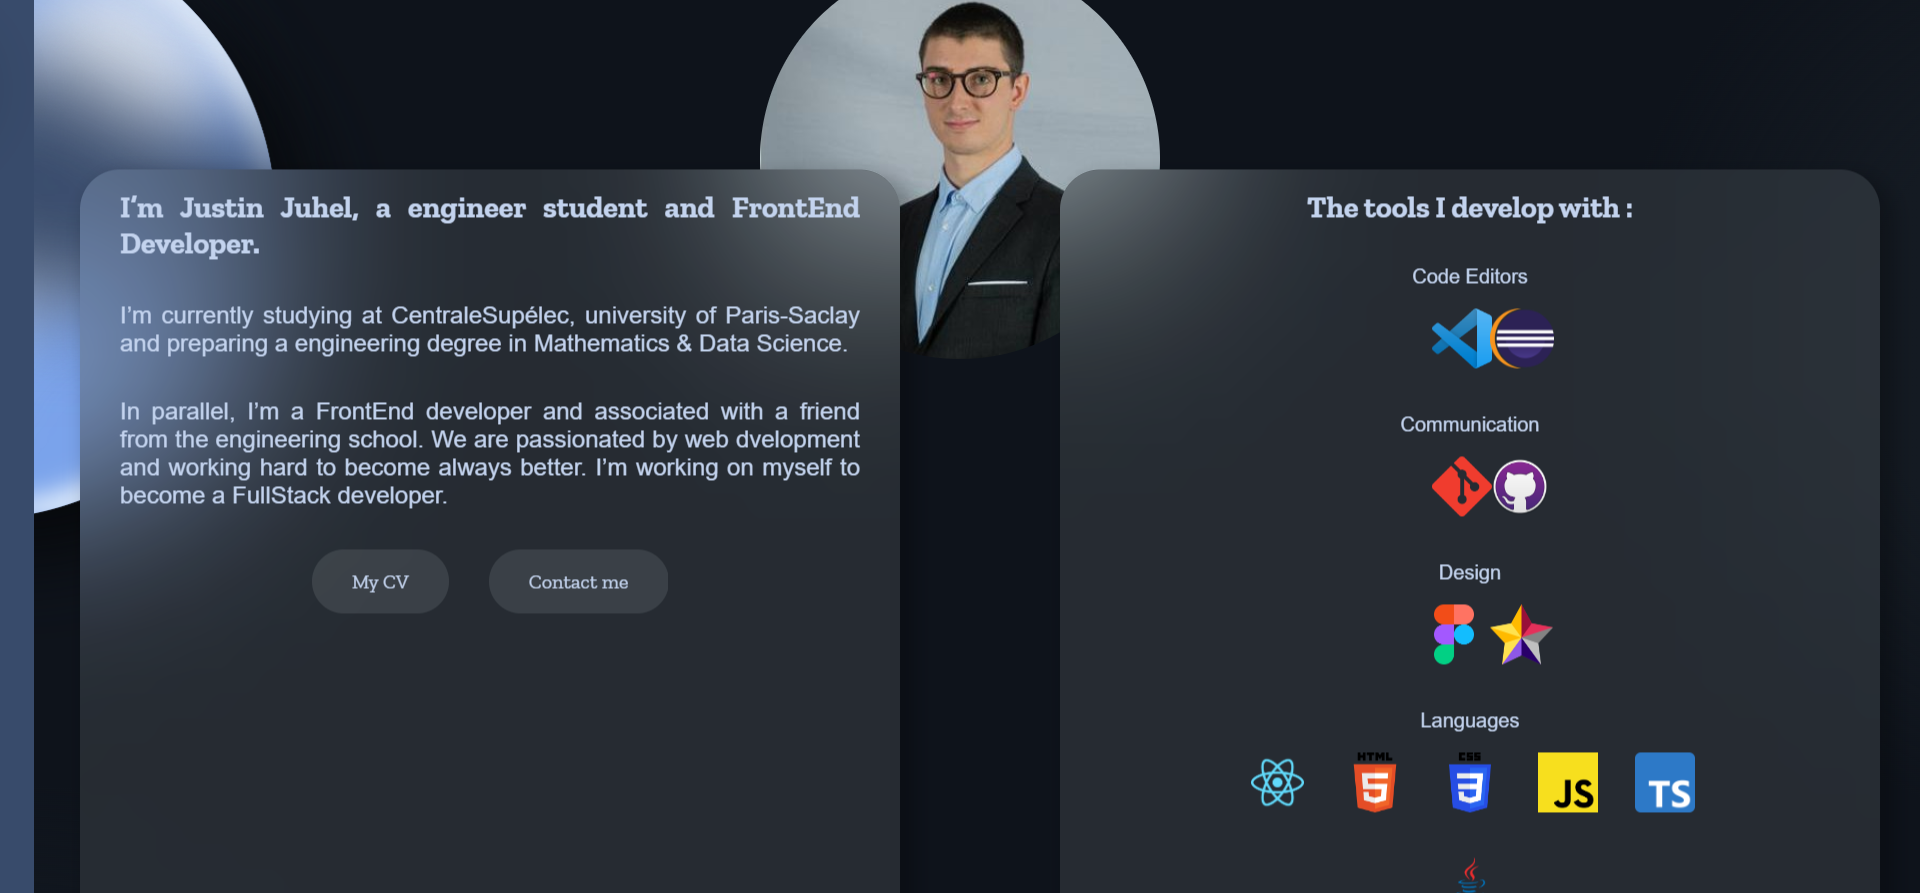 I'm Justin Juhel, a engineer student and FrontEnd
Developer.
I'm currently studying at CentraleSupélec, university of Paris-Saclay
and preparing a engineering degree in Mathematics & Data Science.
In parallel, I'm a FrontEnd developer and associated with a friend
from the engineering school. We are passionated by web dvelopment
and working hard to become always better. I'm working on myself to
become a FullStack developer.
My CV
Contact me
The tools I develop with :
Code Editors
Communication
Design
Languages
HTML
5
CSS
3
JS
TS